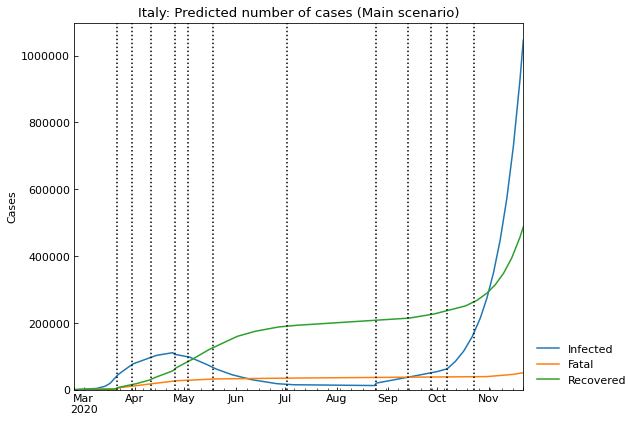 Italy: Predicted number of cases (Main scenario)
Cases
1000000
800000
600000
400000
200000
0
Mar Apr May Jun Jul Aug Sep Oct Nov
2020
Infected
Fatal
Recovered